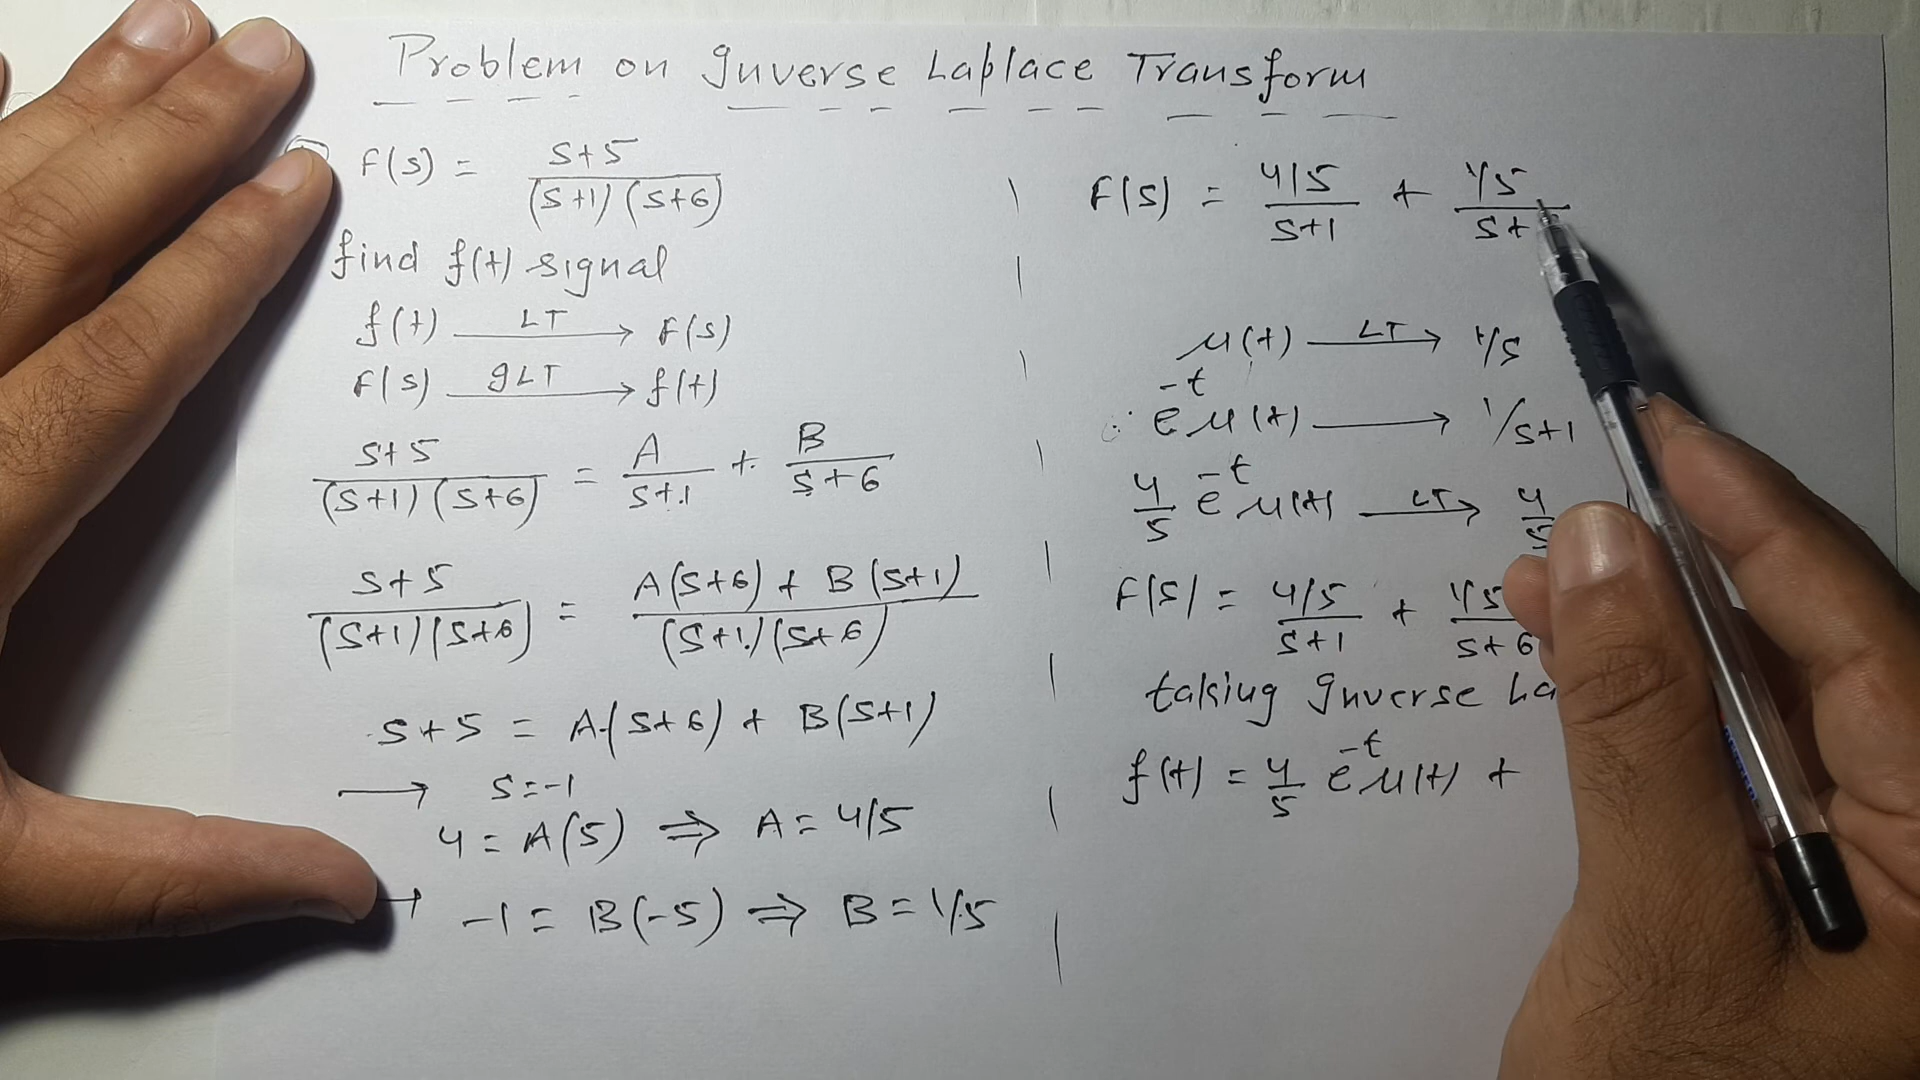 Problem on Inverse Laplace Transform
F(s) = s+5 / (s+1)(s+6)
find f(t) signal
f(t) LT → F(s)
F(s) ILT → f(t)
s+5 / (s+1)(s+6) = A / s+1 + B / s+6
s+5 / (s+1)(s+6) = A(s+6) + B(s+1) / (s+1)(s+6)
s+5 = A(s+6) + B(s+1)
→ s=-1
4 = A(5) ⇒ A = 4/5
→ -1 = B(-5) ⇒ B = 1/5
F(s) = 4/5 / s+1 + 1/5 / s+
u(t) LT → 1/s
e^-t u(t) → 1/s+1
4/5 e^-t u(t) LT → 4/5
F(s) = 4/5 / s+1 + 1/5 / s+6
taking Inverse La
f(t) = 4/5 e^-t u(t) +